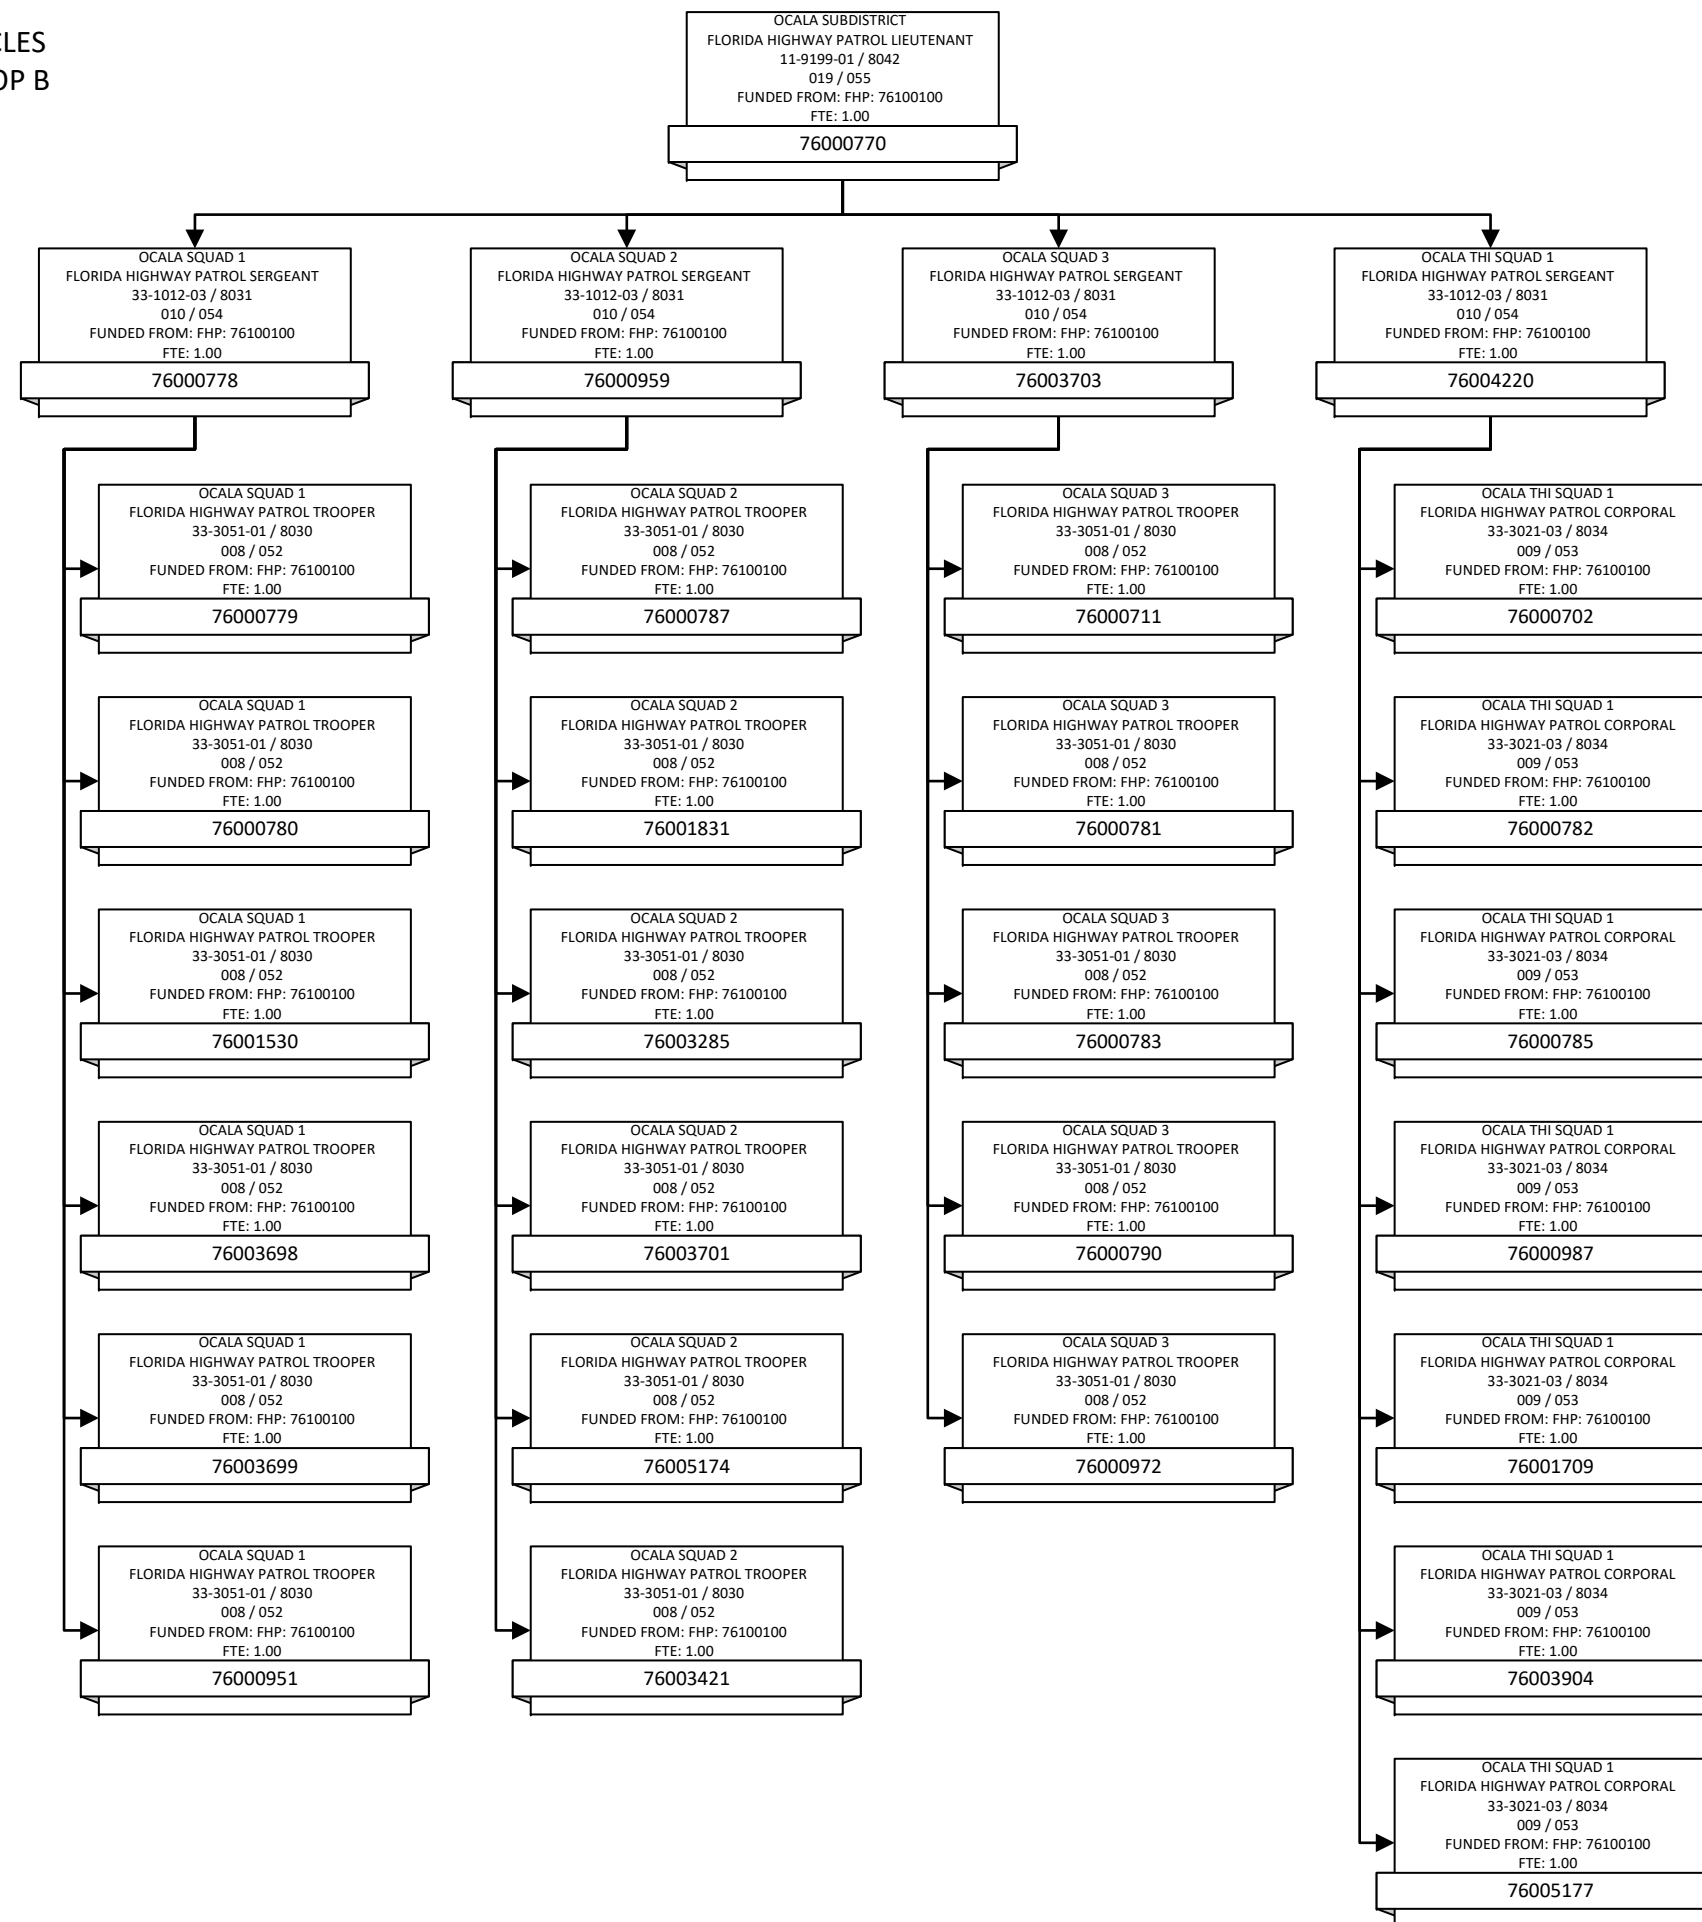 CLES
OP B
OCALA SUBDISTRICT
FLORIDA HIGHWAY PATROL LIEUTENANT
11-9199-01 / 8042
019 / 055
FUNDED FROM: FHP: 76100100
FTE: 1.00
76000770
OCALA SQUAD 1
FLORIDA HIGHWAY PATROL SERGEANT
33-1012-03 / 8031
010 / 054
FUNDED FROM: FHP: 76100100
FTE: 1.00
76000778
OCALA SQUAD 2
FLORIDA HIGHWAY PATROL SERGEANT
33-1012-03 / 8031
010 / 054
FUNDED FROM: FHP: 76100100
FTE: 1.00
76000959
OCALA SQUAD 3
FLORIDA HIGHWAY PATROL SERGEANT
33-1012-03 / 8031
010 / 054
FUNDED FROM: FHP: 76100100
FTE: 1.00
76003703
OCALA THI SQUAD 1
FLORIDA HIGHWAY PATROL SERGEANT
33-1012-03 / 8031
010 / 054
FUNDED FROM: FHP: 76100100
FTE: 1.00
76004220
OCALA SQUAD 1
FLORIDA HIGHWAY PATROL TROOPER
33-3051-01 / 8030
008 / 052
FUNDED FROM: FHP: 76100100
FTE: 1.00
76000779
OCALA SQUAD 2
FLORIDA HIGHWAY PATROL TROOPER
33-3051-01 / 8030
008 / 052
FUNDED FROM: FHP: 76100100
FTE: 1.00
76000787
OCALA SQUAD 3
FLORIDA HIGHWAY PATROL TROOPER
33-3051-01 / 8030
008 / 052
FUNDED FROM: FHP: 76100100
FTE: 1.00
76000711
OCALA THI SQUAD 1
FLORIDA HIGHWAY PATROL CORPORAL
33-3021-03 / 8034
009 / 053
FUNDED FROM: FHP: 76100100
FTE: 1.00
76000702
OCALA SQUAD 1
FLORIDA HIGHWAY PATROL TROOPER
33-3051-01 / 8030
008 / 052
FUNDED FROM: FHP: 76100100
FTE: 1.00
76000780
OCALA SQUAD 2
FLORIDA HIGHWAY PATROL TROOPER
33-3051-01 / 8030
008 / 052
FUNDED FROM: FHP: 76100100
FTE: 1.00
76001831
OCALA SQUAD 3
FLORIDA HIGHWAY PATROL TROOPER
33-3051-01 / 8030
008 / 052
FUNDED FROM: FHP: 76100100
FTE: 1.00
76000781
OCALA THI SQUAD 1
FLORIDA HIGHWAY PATROL CORPORAL
33-3021-03 / 8034
009 / 053
FUNDED FROM: FHP: 76100100
FTE: 1.00
76000782
OCALA SQUAD 1
FLORIDA HIGHWAY PATROL TROOPER
33-3051-01 / 8030
008 / 052
FUNDED FROM: FHP: 76100100
FTE: 1.00
76001530
OCALA SQUAD 2
FLORIDA HIGHWAY PATROL TROOPER
33-3051-01 / 8030
008 / 052
FUNDED FROM: FHP: 76100100
FTE: 1.00
76003285
OCALA SQUAD 3
FLORIDA HIGHWAY PATROL TROOPER
33-3051-01 / 8030
008 / 052
FUNDED FROM: FHP: 76100100
FTE: 1.00
76000783
OCALA THI SQUAD 1
FLORIDA HIGHWAY PATROL CORPORAL
33-3021-03 / 8034
009 / 053
FUNDED FROM: FHP: 76100100
FTE: 1.00
76000785
OCALA SQUAD 1
FLORIDA HIGHWAY PATROL TROOPER
33-3051-01 / 8030
008 / 052
FUNDED FROM: FHP: 76100100
FTE: 1.00
76003698
OCALA SQUAD 2
FLORIDA HIGHWAY PATROL TROOPER
33-3051-01 / 8030
008 / 052
FUNDED FROM: FHP: 76100100
FTE: 1.00
76003701
OCALA SQUAD 3
FLORIDA HIGHWAY PATROL TROOPER
33-3051-01 / 8030
008 / 052
FUNDED FROM: FHP: 76100100
FTE: 1.00
76000790
OCALA THI SQUAD 1
FLORIDA HIGHWAY PATROL CORPORAL
33-3021-03 / 8034
009 / 053
FUNDED FROM: FHP: 76100100
FTE: 1.00
76000987
OCALA SQUAD 1
FLORIDA HIGHWAY PATROL TROOPER
33-3051-01 / 8030
008 / 052
FUNDED FROM: FHP: 76100100
FTE: 1.00
76003699
OCALA SQUAD 2
FLORIDA HIGHWAY PATROL TROOPER
33-3051-01 / 8030
008 / 052
FUNDED FROM: FHP: 76100100
FTE: 1.00
76005174
OCALA SQUAD 3
FLORIDA HIGHWAY PATROL TROOPER
33-3051-01 / 8030
008 / 052
FUNDED FROM: FHP: 76100100
FTE: 1.00
76000972
OCALA THI SQUAD 1
FLORIDA HIGHWAY PATROL CORPORAL
33-3021-03 / 8034
009 / 053
FUNDED FROM: FHP: 76100100
FTE: 1.00
76001709
OCALA SQUAD 1
FLORIDA HIGHWAY PATROL TROOPER
33-3051-01 / 8030
008 / 052
FUNDED FROM: FHP: 76100100
FTE: 1.00
76000951
OCALA SQUAD 2
FLORIDA HIGHWAY PATROL TROOPER
33-3051-01 / 8030
008 / 052
FUNDED FROM: FHP: 76100100
FTE: 1.00
76003421
OCALA THI SQUAD 1
FLORIDA HIGHWAY PATROL CORPORAL
33-3021-03 / 8034
009 / 053
FUNDED FROM: FHP: 76100100
FTE: 1.00
76003904
OCALA THI SQUAD 1
FLORIDA HIGHWAY PATROL CORPORAL
33-3021-03 / 8034
009 / 053
FUNDED FROM: FHP: 76100100
FTE: 1.00
76005177